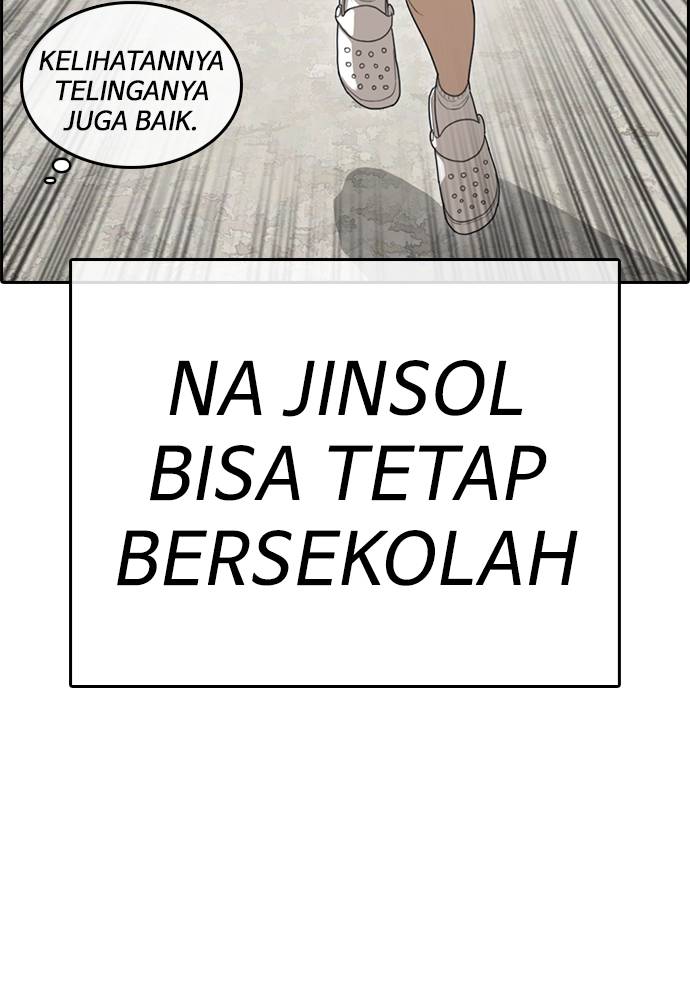 KELIHATANNYA
TELINGANYA
JUGA BAIK.
NA JINSOL
BISA TETAP
BERSEKOLAH